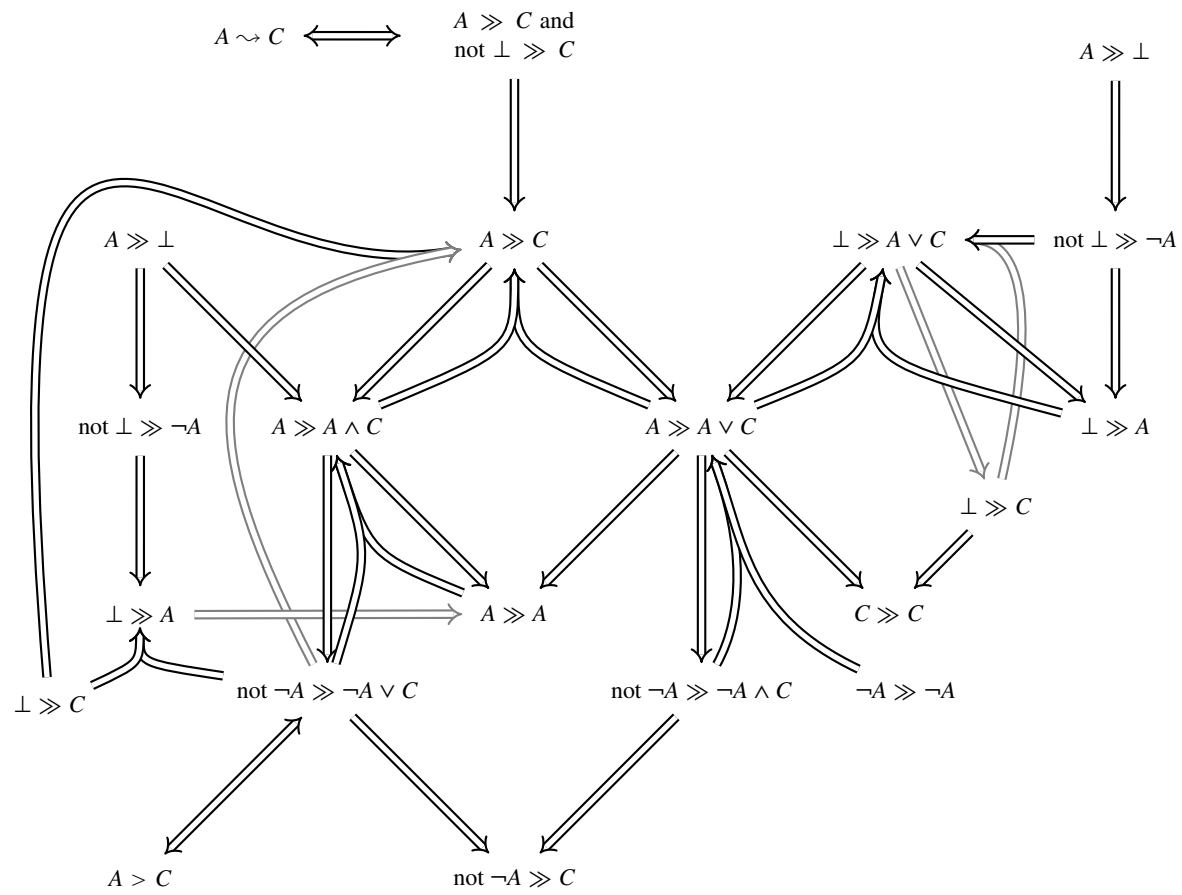 A ⇝ C
A ≫ C and
not ⊥ ≫ C
A ≫ ⊥
A ≫ ⊥
A ≫ C
⊥ ≫ A ∨ C
not ⊥ ≫ ¬A
not ⊥ ≫ ¬A
A ≫ A ∧ C
A ≫ A ∨ C
⊥ ≫ A
⊥ ≫ C
⊥ ≫ A
A ≫ A
C ≫ C
⊥ ≫ C
not ¬A ≫ ¬A ∨ C
not ¬A ≫ ¬A ∧ C
¬A ≫ ¬A
A > C
not ¬A ≫ C